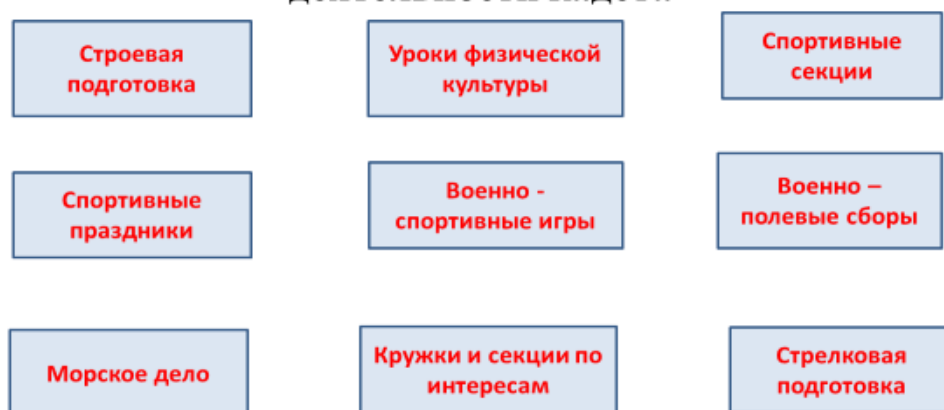 Строевая
подготовка
Уроки физической
культуры
Спортивные
секции
Спортивные
праздники
Военно -
спортивные игры
Военно –
полевые сборы
Морское дело
Кружки и секции по
интересам
Стрелковая
подготовка